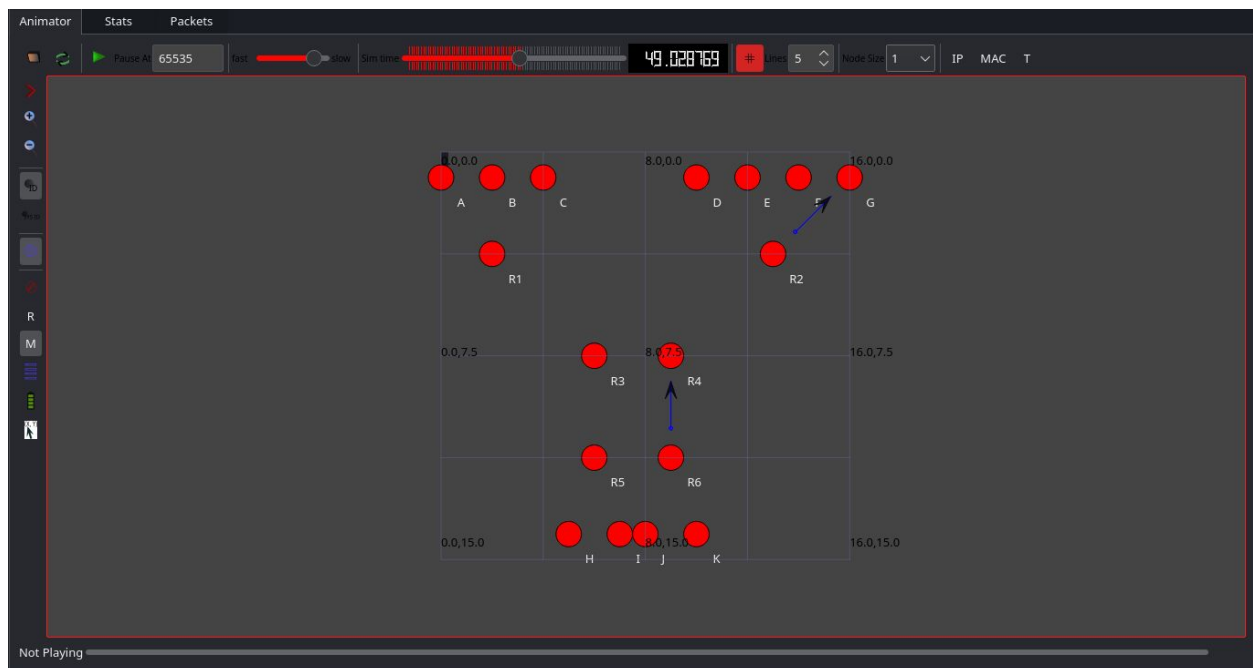 Animator Stats Packets
Pause At 65535 fast slow Sim time 49.028769 # Lines 5 Node Size 1 IP MAC T
0.0,0.0 8.0,0.0 16.0,0.0
A B C D E F G
R1 R2
0.0,7.5 8.0,7.5 16.0,7.5
R3 R4
R
M
R5 R6
0.0,15.0 8.0,15.0 16.0,15.0
H I J K
Not Playing